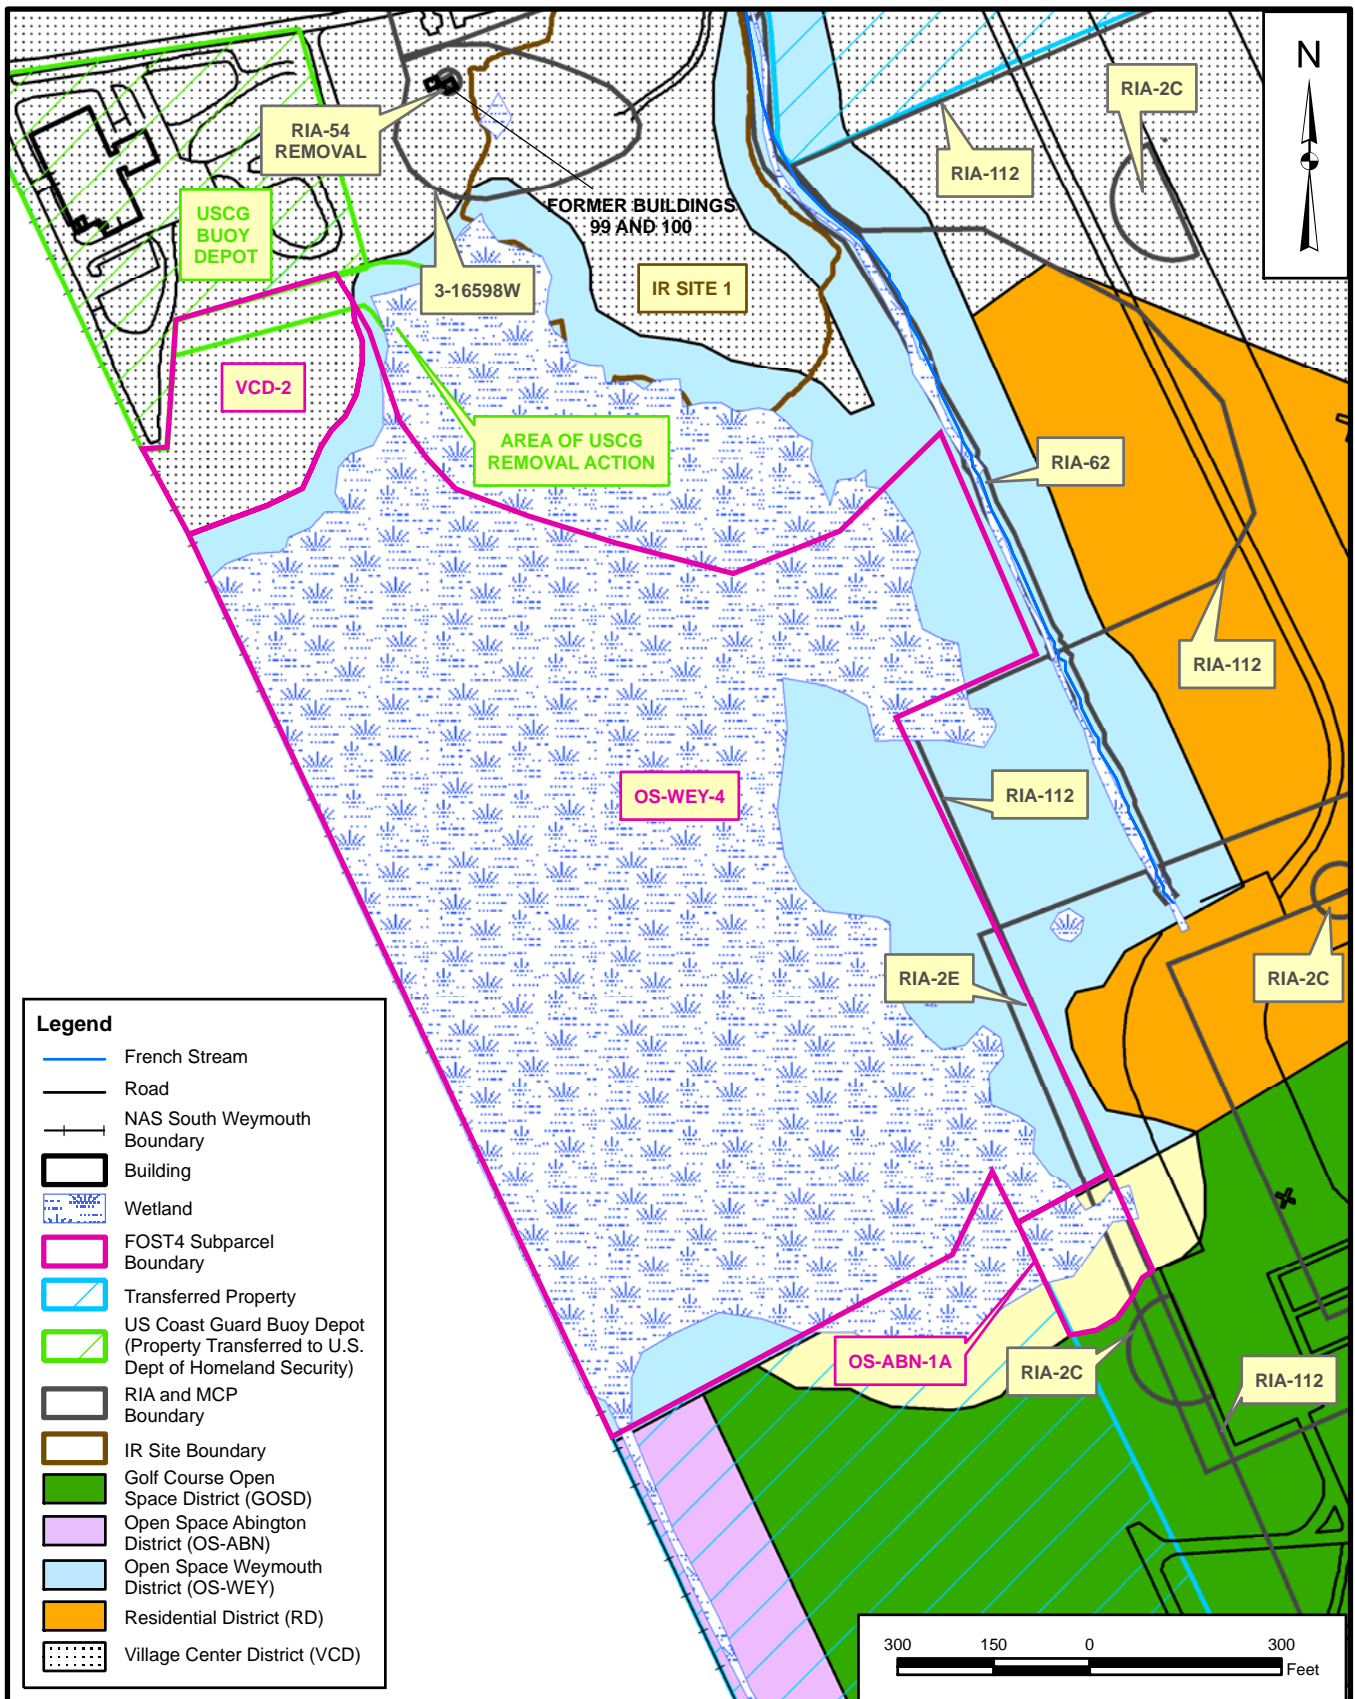 N
RIA-2C
RIA-54
REMOVAL
RIA-112
USCG
BUOY
DEPOT
FORMER BUILDINGS
99 AND 100
3-16598W
IR SITE 1
VCD-2
AREA OF USCG
REMOVAL ACTION
RIA-62
RIA-112
OS-WEY-4
RIA-112
RIA-2E
RIA-2C
OS-ABN-1A
RIA-2C
RIA-112
Legend
French Stream
Road
NAS South Weymouth
Boundary
Building
Wetland
FOST4 Subparcel
Boundary
Transferred Property
US Coast Guard Buoy Depot
(Property Transferred to U.S.
Dept of Homeland Security)
RIA and MCP
Boundary
IR Site Boundary
Golf Course Open
Space District (GOSD)
Open Space Abington
District (OS-ABN)
Open Space Weymouth
District (OS-WEY)
Residential District (RD)
Village Center District (VCD)
300 150 0 300
Feet